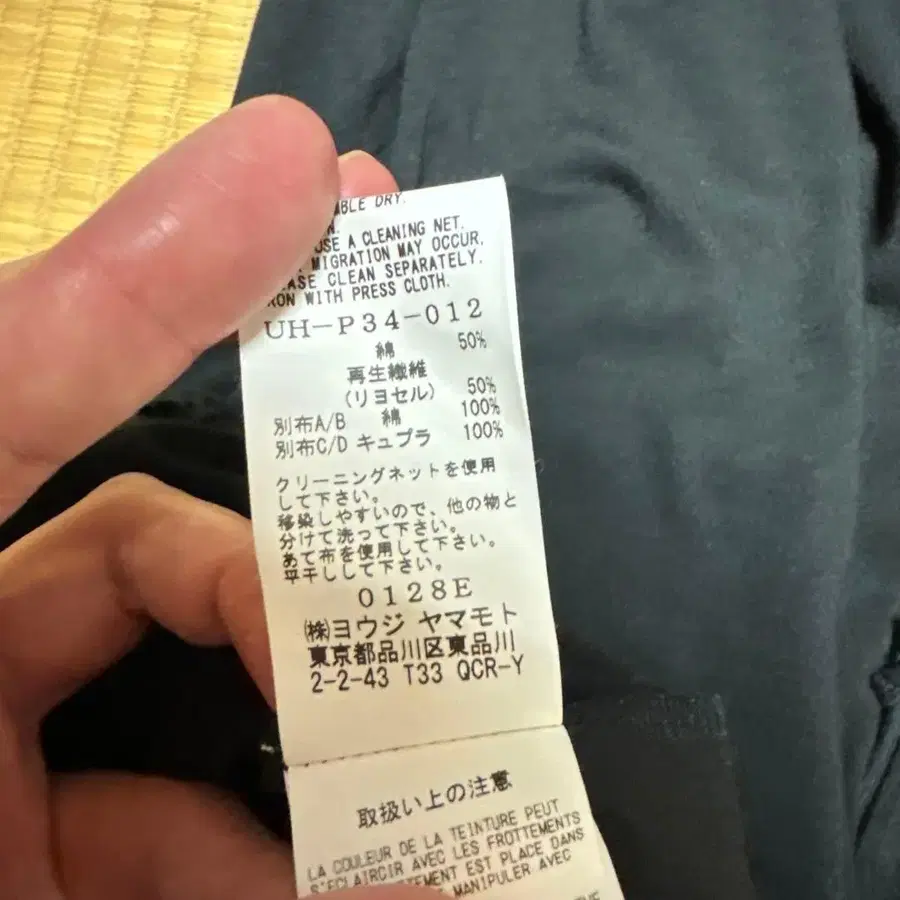 DRY.
USE A CLEANING NET.
MIGRATION MAY OCCUR.
CLEAN SEPARATELY.
WITH PRESS CLOTH.
UH-P34-012
綿 50%
再生繊維
(リヨセル) 50%
別布A/B 綿 100%
別布C/D キュプラ 100%
クリーニングネットを使用
して下さい。
移染しやすいので、他の物と
分けて洗って下さい。
あて布を使用して下さい。
平干しして下さい。
0128E
㈱ヨウジ ヤマモト
東京都品川区東品川
2-2-43 T33 QCR-Y
取扱い上の注意
LA COULEUR DE LA TEINTURE PEUT
S'ECLAIRCIR AVEC LES FROTTEMENTS
EST PLACE DANS
MANIPULER AVEC